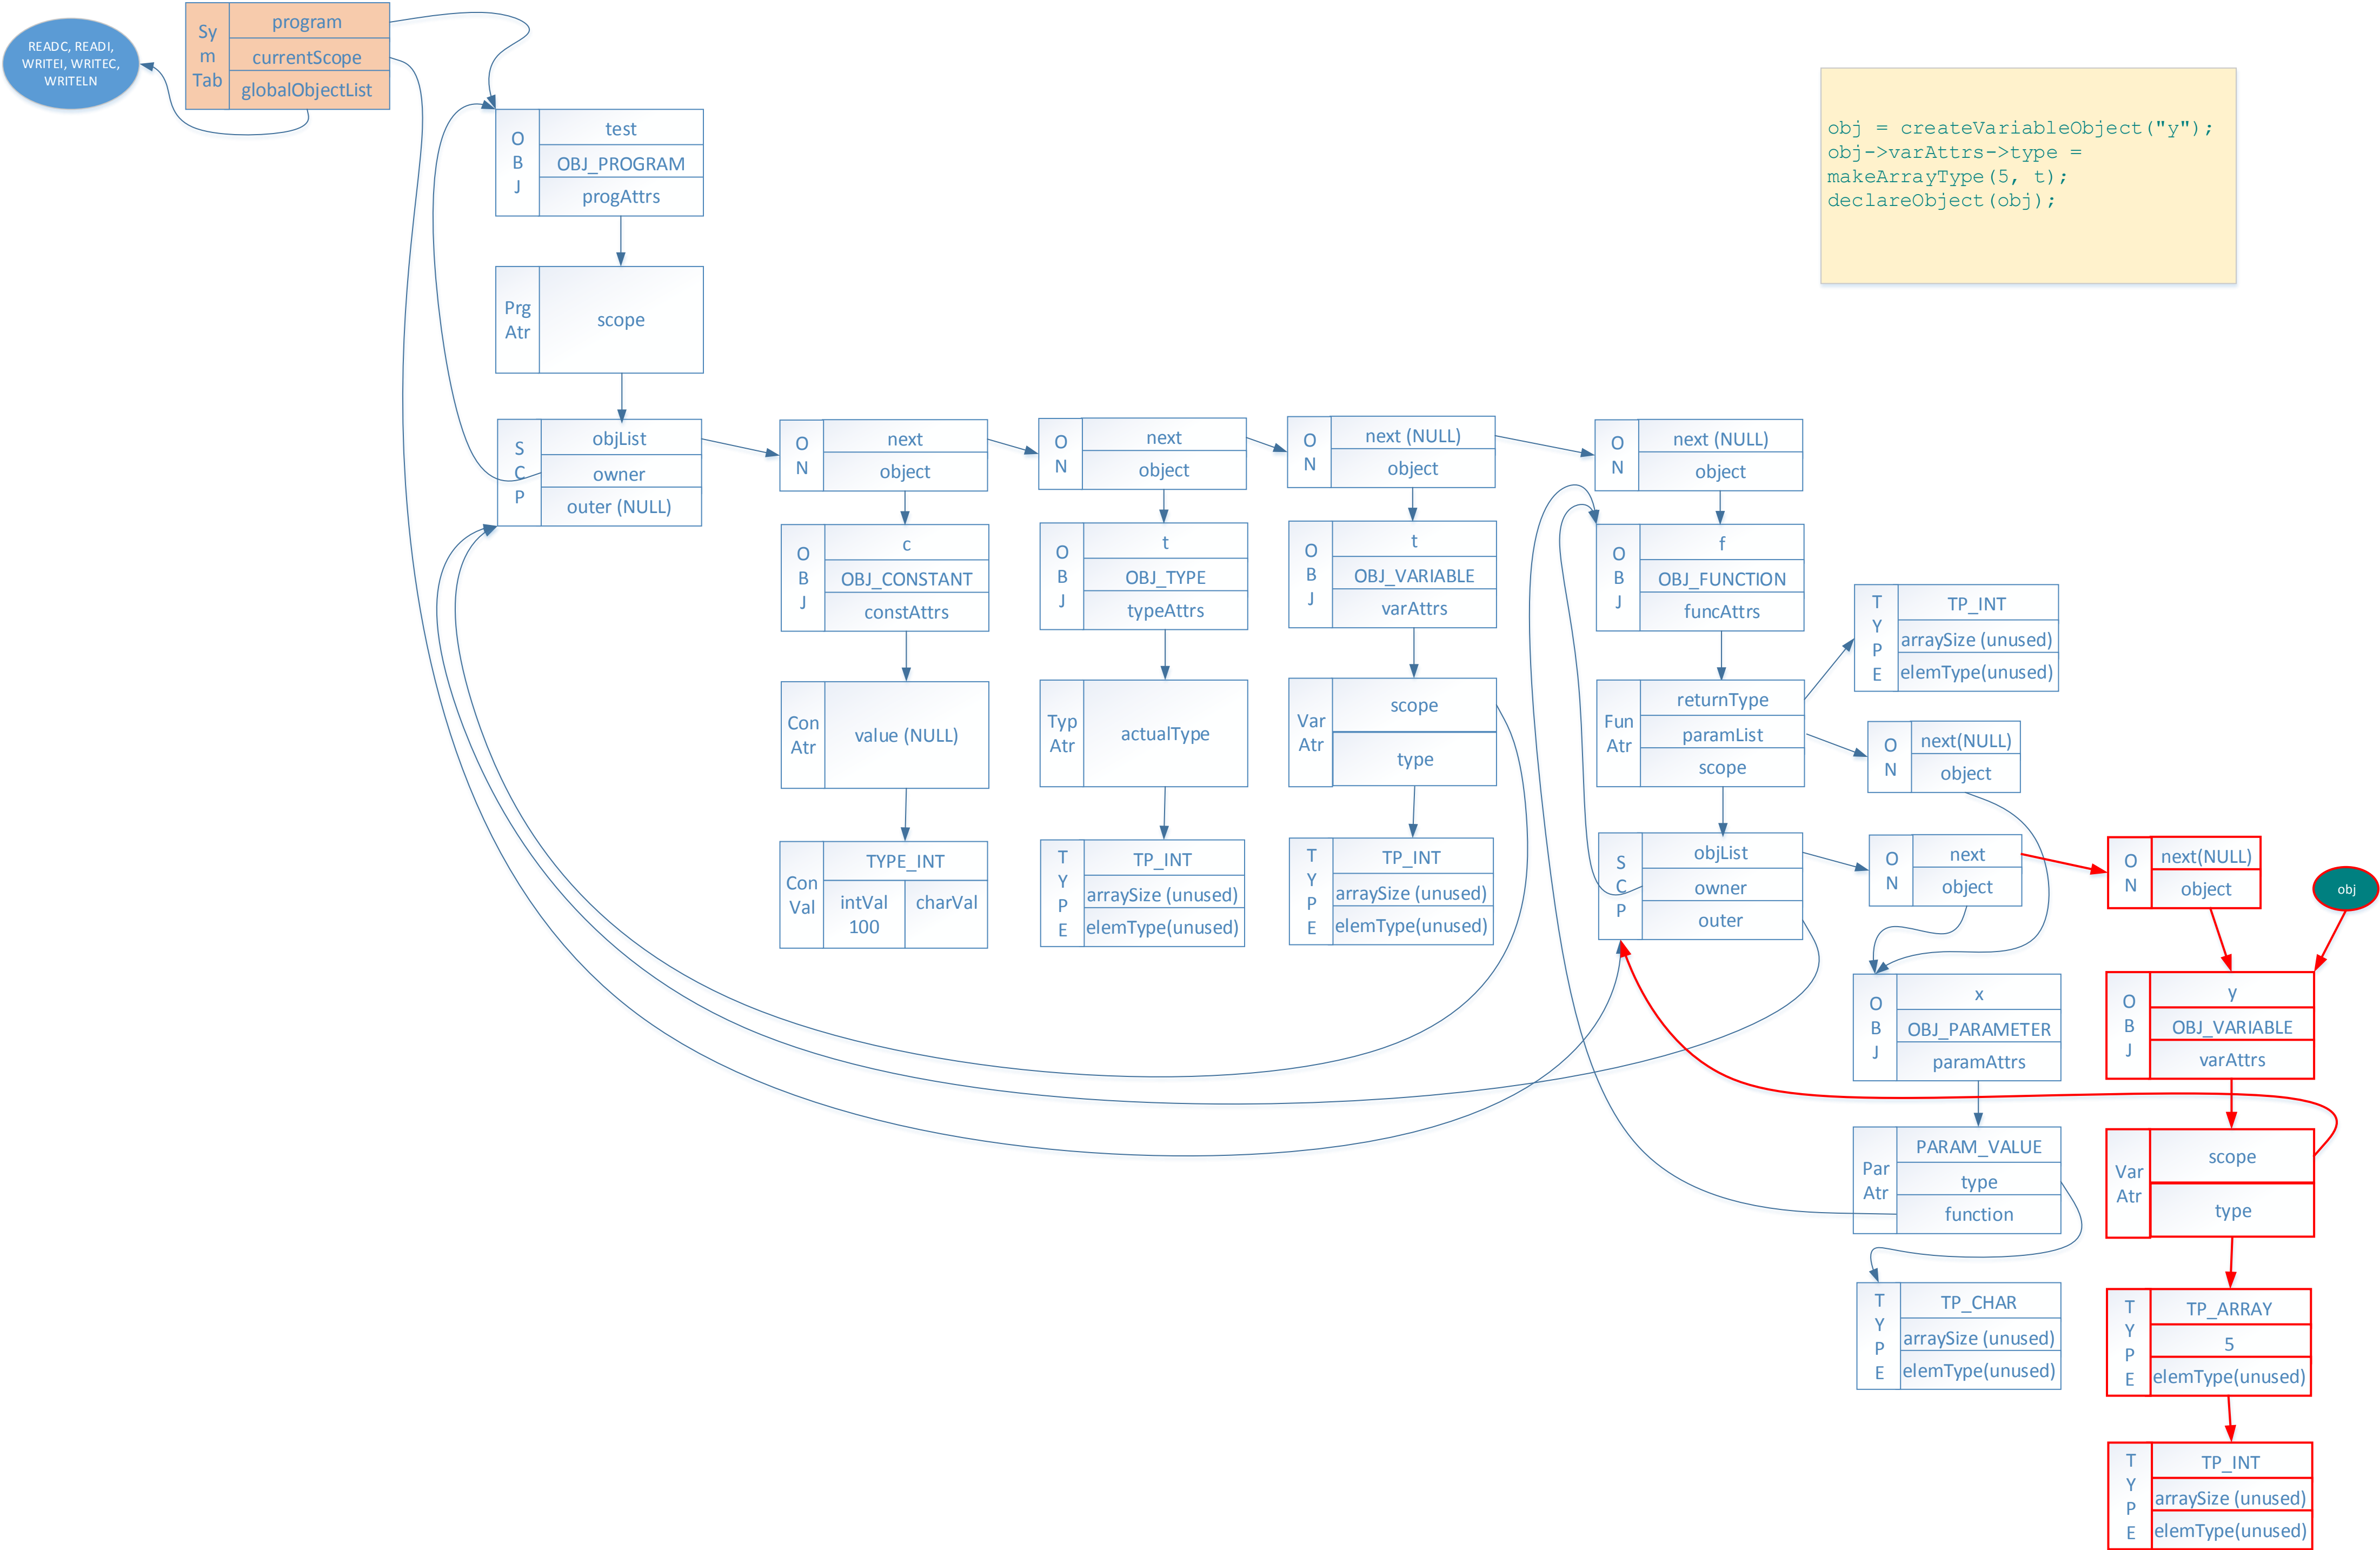 READC, READI,
WRITEI, WRITEC,
WRITELN
Sy
m
Tab
program
currentScope
globalObjectList
obj = createVariableObject("y");
obj->varAttrs->type =
makeArrayType(5, t);
declareObject(obj);
O
B
J
test
OBJ_PROGRAM
progAttrs
Prg
Atr
scope
S
C
P
objList
owner
outer (NULL)
O
N
next
object
O
N
next
object
O
N
next (NULL)
object
O
N
next (NULL)
object
O
B
J
c
OBJ_CONSTANT
constAttrs
O
B
J
t
OBJ_TYPE
typeAttrs
O
B
J
t
OBJ_VARIABLE
varAttrs
O
B
J
f
OBJ_FUNCTION
funcAttrs
T
Y
P
E
TP_INT
arraySize (unused)
elemType(unused)
Con
Atr
value (NULL)
Typ
Atr
actualType
Var
Atr
scope
type
Fun
Atr
returnType
paramList
scope
O
N
next(NULL)
object
Con
Val
TYPE_INT
intVal
100
charVal
T
Y
P
E
TP_INT
arraySize (unused)
elemType(unused)
T
Y
P
E
TP_INT
arraySize (unused)
elemType(unused)
S
C
P
objList
owner
outer
O
N
next
object
O
N
next(NULL)
object
obj
O
B
J
x
OBJ_PARAMETER
paramAttrs
O
B
J
y
OBJ_VARIABLE
varAttrs
Par
Atr
PARAM_VALUE
type
function
Var
Atr
scope
type
T
Y
P
E
TP_CHAR
arraySize (unused)
elemType(unused)
T
Y
P
E
TP_ARRAY
5
elemType(unused)
T
Y
P
E
TP_INT
arraySize (unused)
elemType(unused)